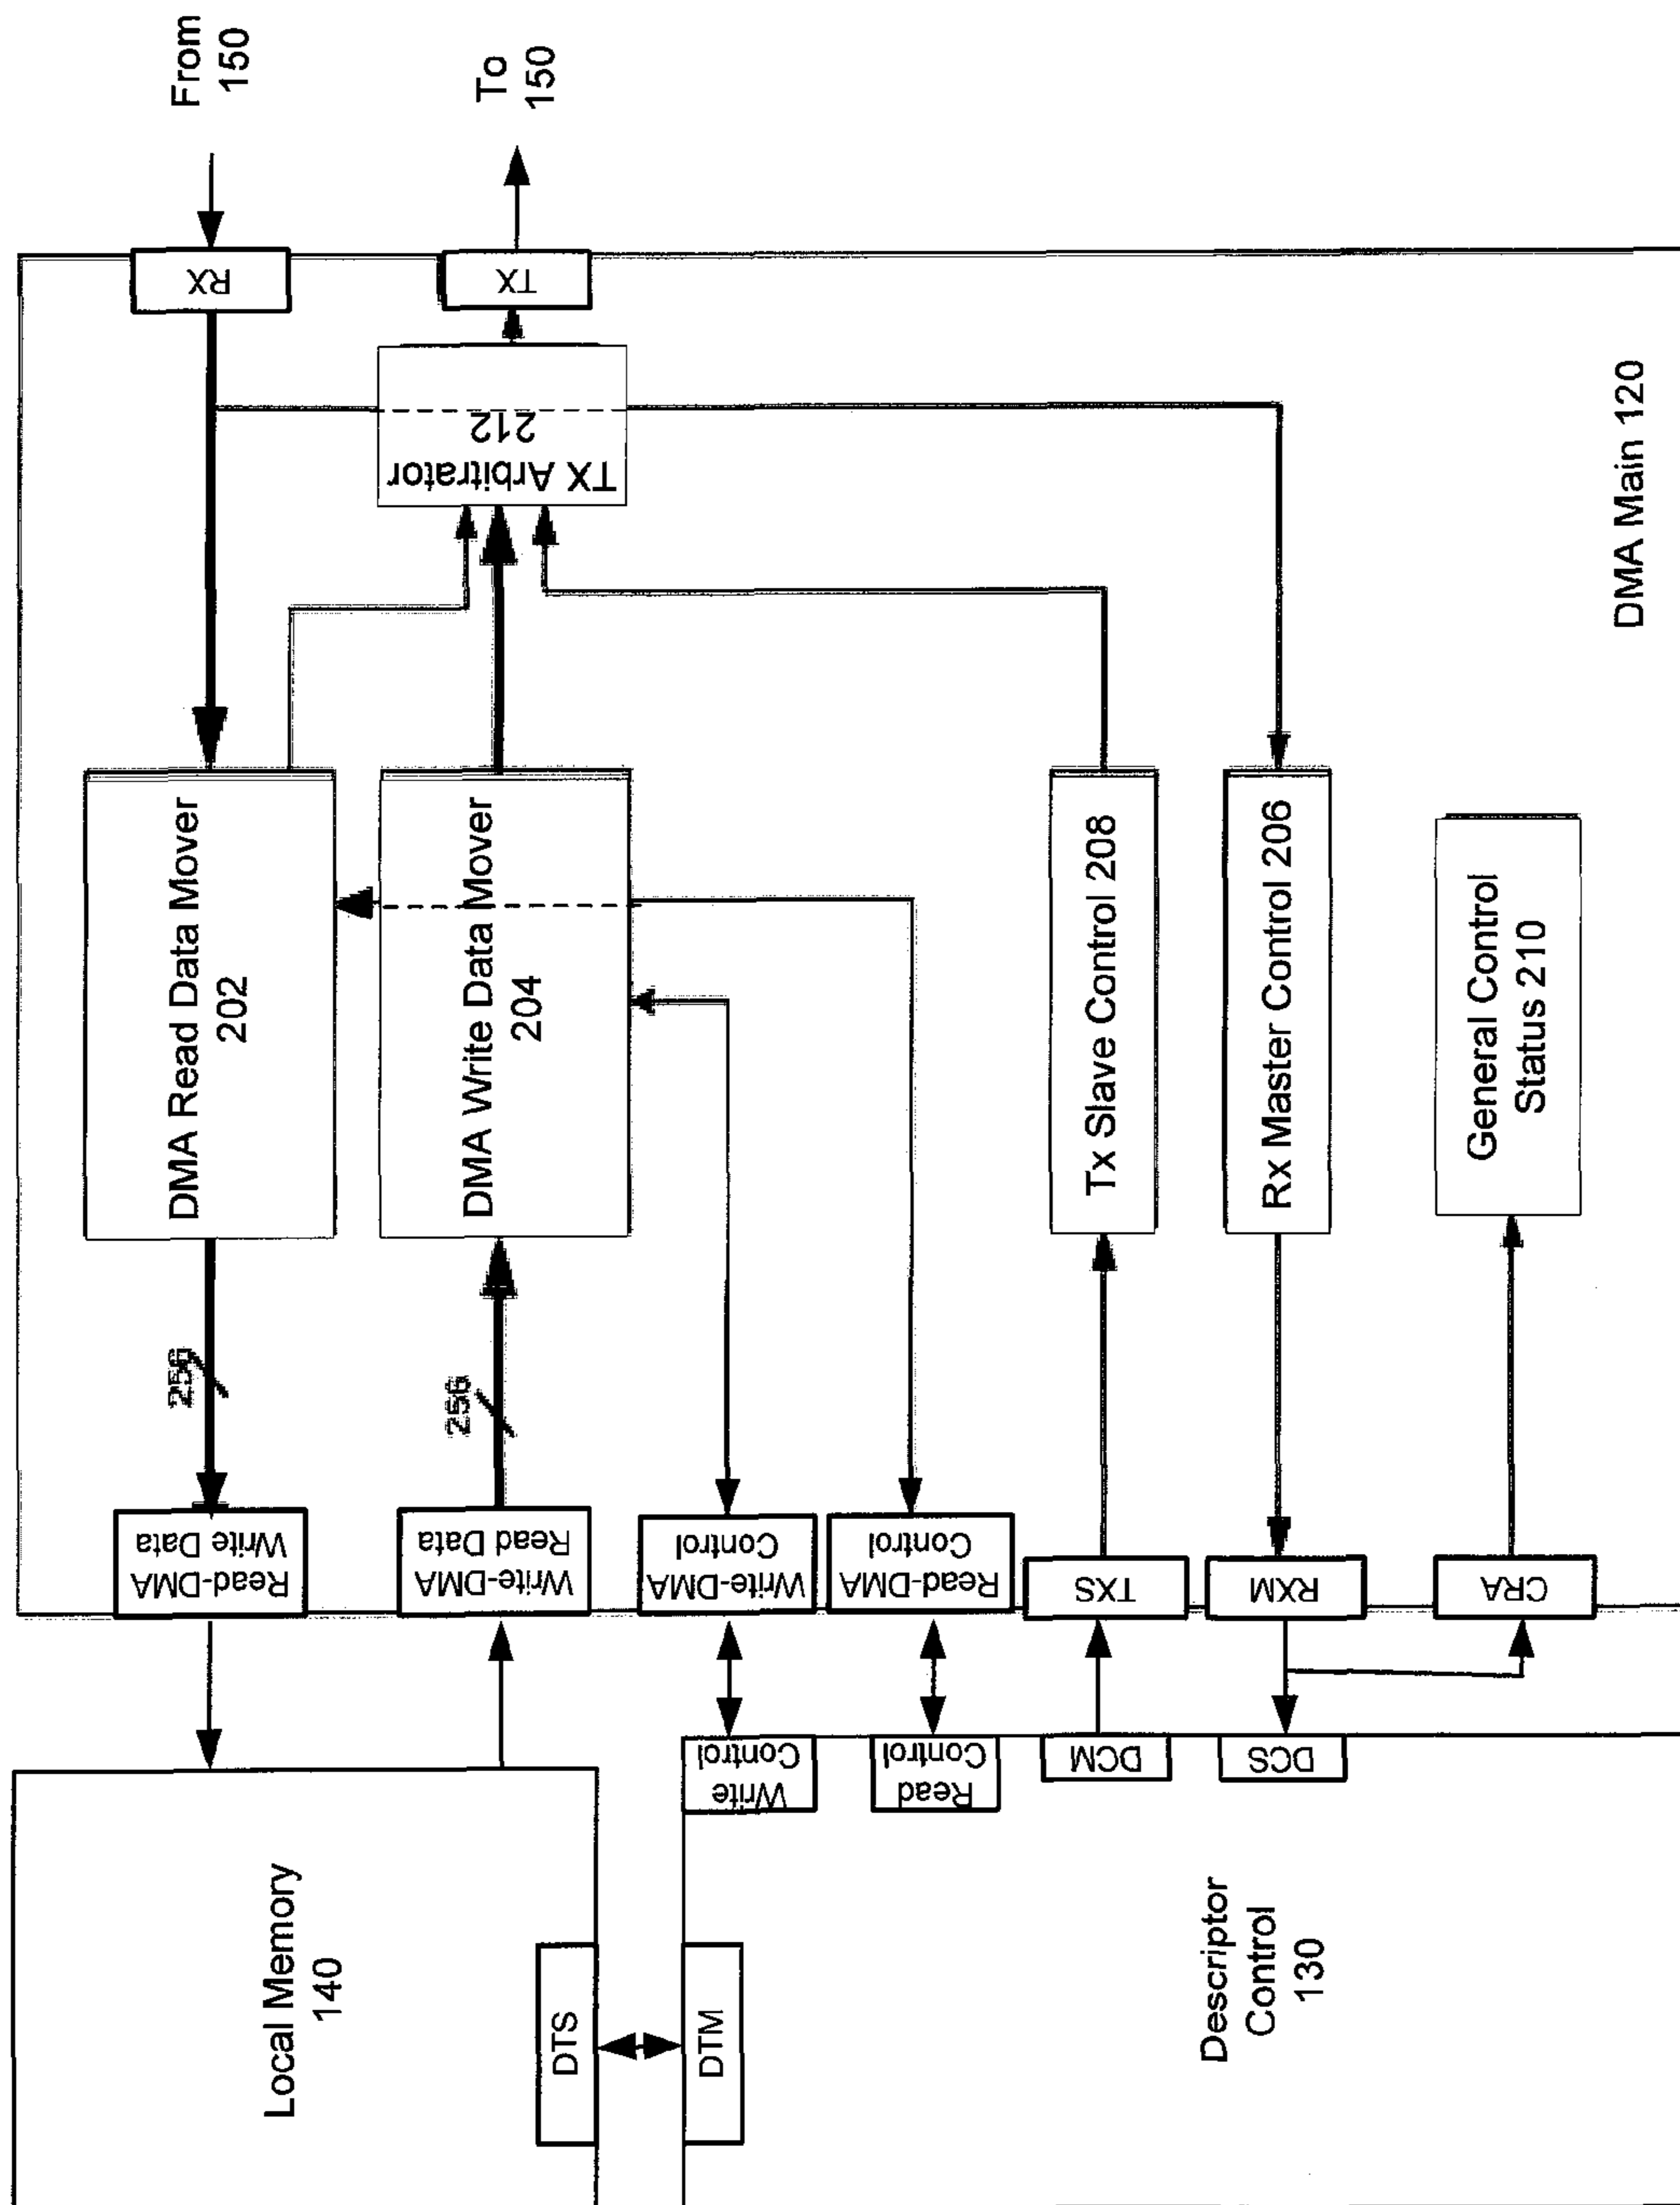 From
150
To
150
RX
TX
TX Arbitrator
212
DMA Read Data Mover
202
DMA Write Data Mover
204
Tx Slave Control 208
Rx Master Control 206
General Control
Status 210
DMA Main 120
256
256
Read-DMA
Write Data
Write-DMA
Read Data
Write-DMA
Control
Read-DMA
Control
TXS
RXM
CRA
Write
Control
Read
Control
DCM
DCS
Local Memory
140
DTS
DTM
Descriptor
Control
130